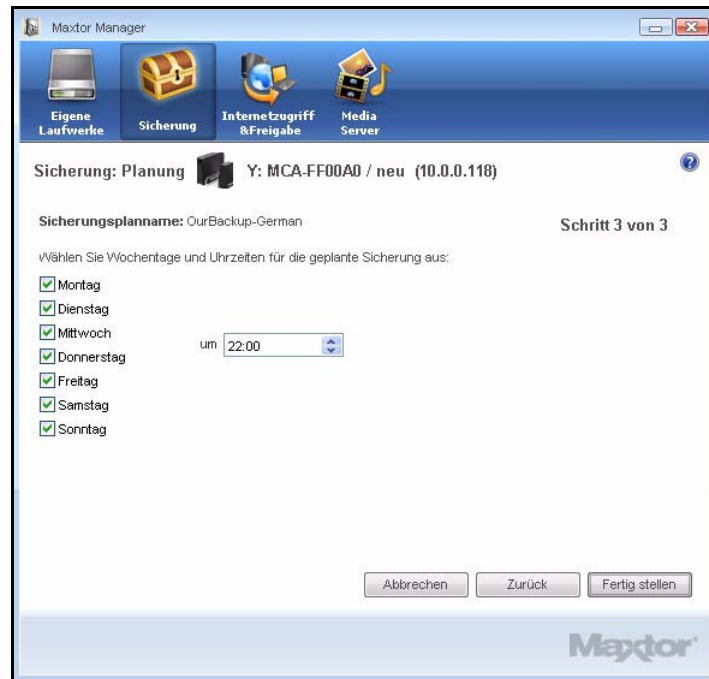 Maxtor Manager
Eigene
Laufwerke
Sicherung
Internetzugriff
&Freigabe
Media
Server
Sicherung: Planung Y: MCA-FF00A0 / neu (10.0.0.118)
Sicherungsplanname: OurBackup-German
Schritt 3 von 3
Wählen Sie Wochentage und Uhrzeiten für die geplante Sicherung aus:
Montag
Dienstag
Mittwoch
um 22:00
Donnerstag
Freitag
Samstag
Sonntag
Abbrechen
Zurück
Fertig stellen
Maxtor